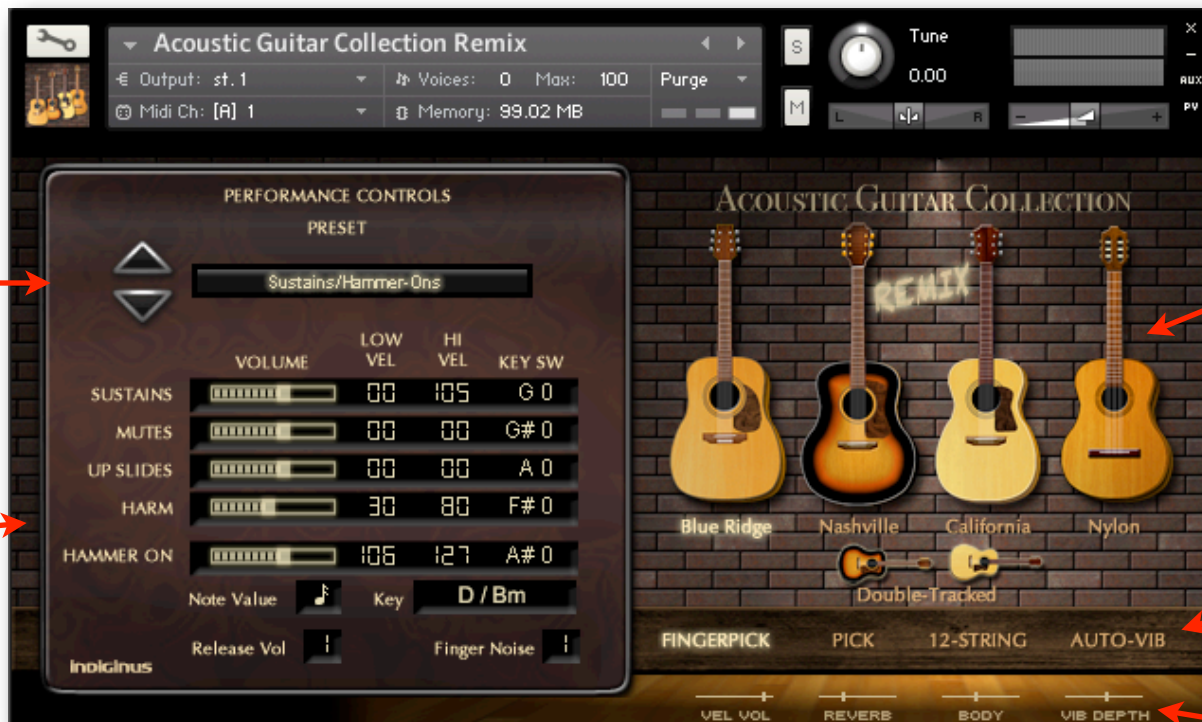 Acoustic Guitar Collection Remix
Output: st. 1 Voices: 0 Max: 100 Purge
Midi Ch: [A] 1 Memory: 99.02 MB
S
M
Tune
0.00
L R
- +
×
-
AUX
PV
PERFORMANCE CONTROLS
PRESET
Sustains/Hammer-Ons
VOLUME LOW VEL HI VEL KEY SW
SUSTAINS 00 105 G 0
MUTES 00 00 G# 0
UP SLIDES 00 00 A 0
HARM 30 80 F# 0
HAMMER ON 106 127 A# 0
Note Value Key D / Bm
Release Vol 1 Finger Noise 1
indiginus
ACOUSTIC GUITAR COLLECTION
REMIX
Blue Ridge Nashville California Nylon
Double-Tracked
FINGERPICK PICK 12-STRING AUTO-VIB
VEL VOL REVERB BODY VIB DEPTH